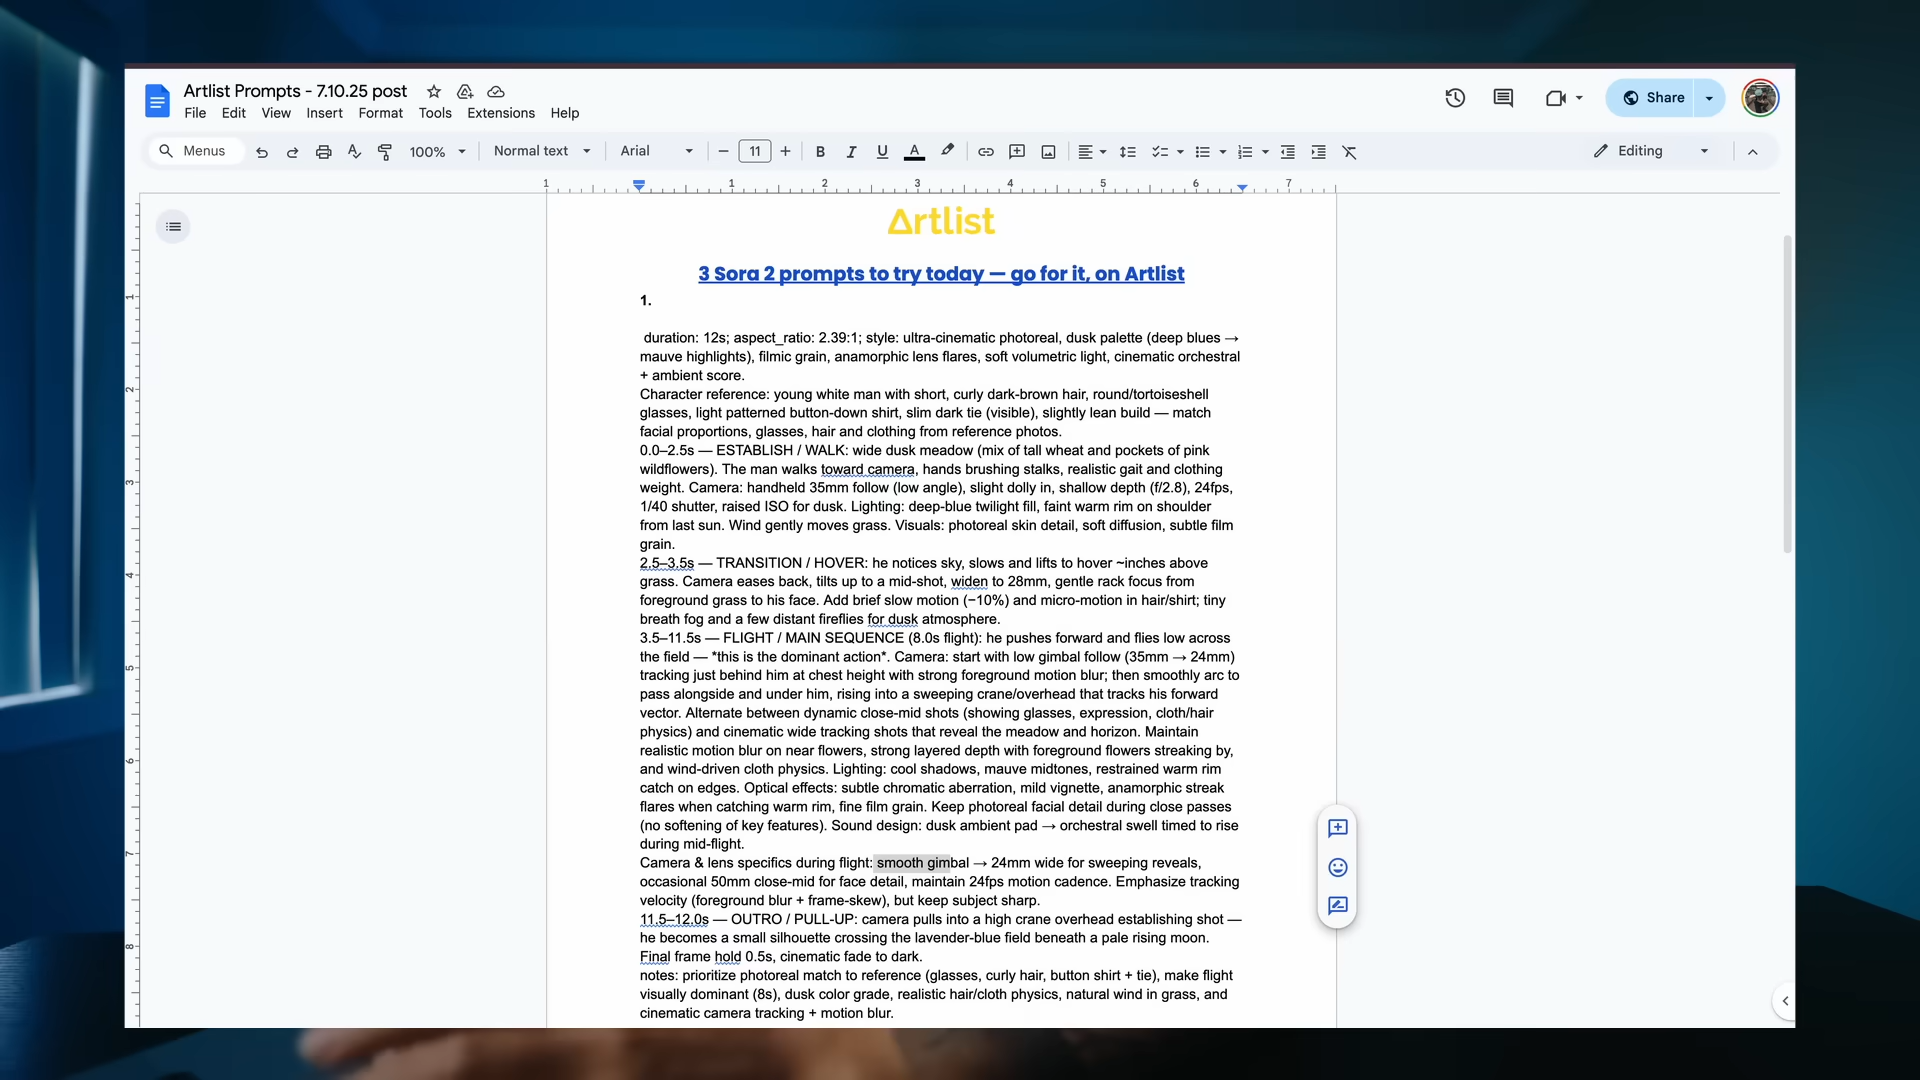 Artlist Prompts - 7.10.25 post
Share
File Edit View Insert Format Tools Extensions Help
Menus 100% Normal text Arial 11 Editing
1 1 2 3 4 5 6 7
Artlist
3 Sora 2 prompts to try today — go for it, on Artlist
1.
duration: 12s; aspect_ratio: 2.39:1; style: ultra-cinematic photoreal, dusk palette (deep blues →
mauve highlights), filmic grain, anamorphic lens flares, soft volumetric light, cinematic orchestral
+ ambient score.
Character reference: young white man with short, curly dark-brown hair, round/tortoiseshell
glasses, light patterned button-down shirt, slim dark tie (visible), slightly lean build — match
facial proportions, glasses, hair and clothing from reference photos.
0.0–2.5s — ESTABLISH / WALK: wide dusk meadow (mix of tall wheat and pockets of pink
wildflowers). The man walks toward camera, hands brushing stalks, realistic gait and clothing
weight. Camera: handheld 35mm follow (low angle), slight dolly in, shallow depth (f/2.8), 24fps,
1/40 shutter, raised ISO for dusk. Lighting: deep-blue twilight fill, faint warm rim on shoulder
from last sun. Wind gently moves grass. Visuals: photoreal skin detail, soft diffusion, subtle film
grain.
2.5–3.5s — TRANSITION / HOVER: he notices sky, slows and lifts to hover ~inches above
grass. Camera eases back, tilts up to a mid-shot, widen to 28mm, gentle rack focus from
foreground grass to his face. Add brief slow motion (−10%) and micro-motion in hair/shirt; tiny
breath fog and a few distant fireflies for dusk atmosphere.
3.5–11.5s — FLIGHT / MAIN SEQUENCE (8.0s flight): he pushes forward and flies low across
the field — *this is the dominant action*. Camera: start with low gimbal follow (35mm → 24mm)
tracking just behind him at chest height with strong foreground motion blur; then smoothly arc to
pass alongside and under him, rising into a sweeping crane/overhead that tracks his forward
vector. Alternate between dynamic close-mid shots (showing glasses, expression, cloth/hair
physics) and cinematic wide tracking shots that reveal the meadow and horizon. Maintain
realistic motion blur on near flowers, strong layered depth with foreground flowers streaking by,
and wind-driven cloth physics. Lighting: cool shadows, mauve midtones, restrained warm rim
catch on edges. Optical effects: subtle chromatic aberration, mild vignette, anamorphic streak
flares when catching warm rim, fine film grain. Keep photoreal facial detail during close passes
(no softening of key features). Sound design: dusk ambient pad → orchestral swell timed to rise
during mid-flight.
Camera & lens specifics during flight: smooth gimbal → 24mm wide for sweeping reveals,
occasional 50mm close-mid for face detail, maintain 24fps motion cadence. Emphasize tracking
velocity (foreground blur + frame-skew), but keep subject sharp.
11.5–12.0s — OUTRO / PULL-UP: camera pulls into a high crane overhead establishing shot —
he becomes a small silhouette crossing the lavender-blue field beneath a pale rising moon.
Final frame hold 0.5s, cinematic fade to dark.
notes: prioritize photoreal match to reference (glasses, curly hair, button shirt + tie), make flight
visually dominant (8s), dusk color grade, realistic hair/cloth physics, natural wind in grass, and
cinematic camera tracking + motion blur.
1
2
3
4
5
6
7
8